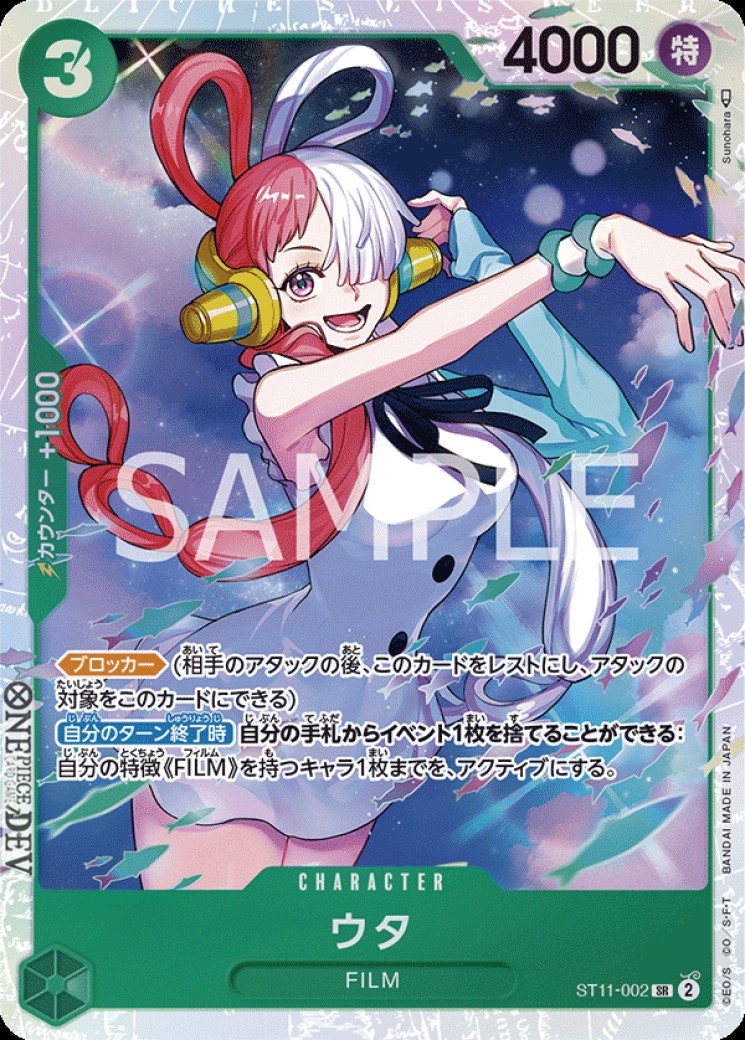 3
4000 特
Sunohara
カウンター +1000
SAMPLE
ブロッカー (相手のアタックの後、このカードをレストにし、アタックの
対象をこのカードにできる)
自分のターン終了時 自分の手札からイベント1枚を捨てることができる:
自分の特徴《FILM》を持つキャラ1枚までを、アクティブにする。
ONE PIECE DEV
©EO/S ©O/S・F・T BANDAI MADE IN JAPAN
CHARACTER
ウタ
FILM
ST11-002 SR 2